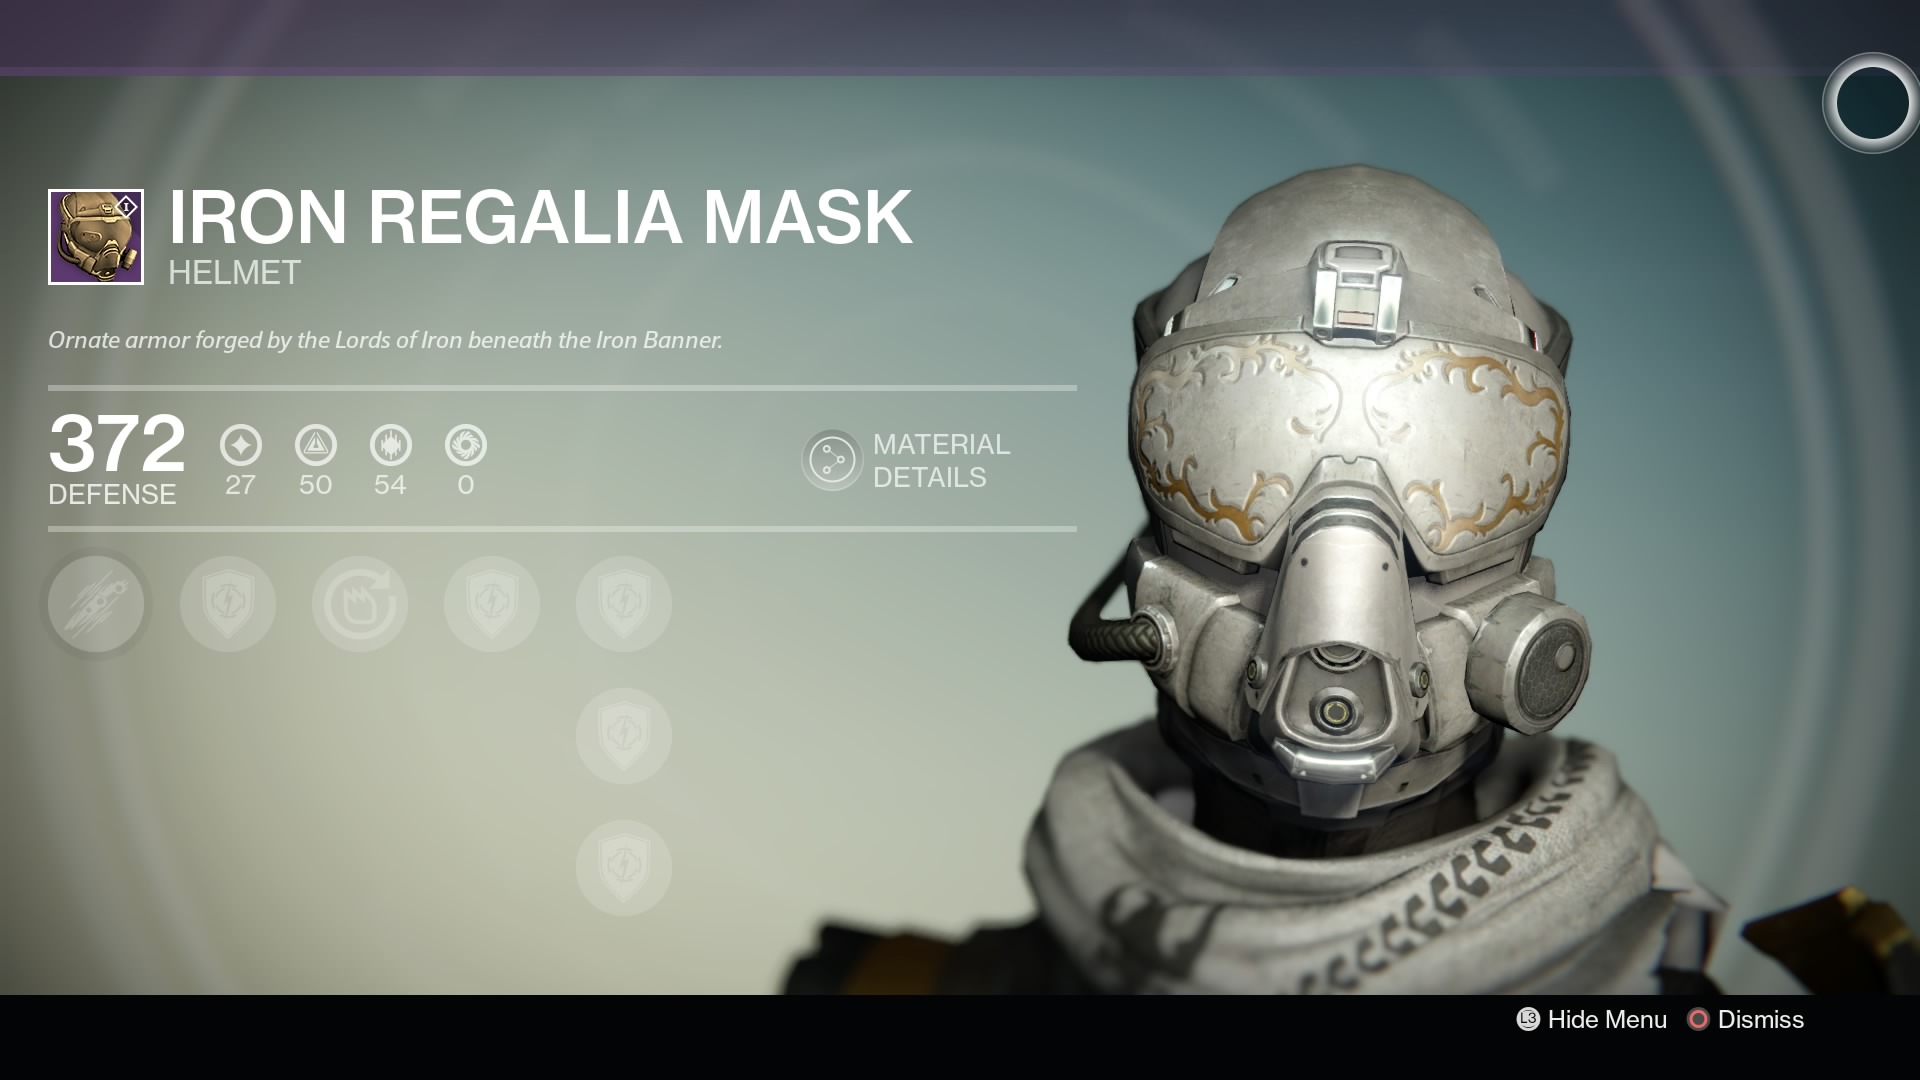 IRON REGALIA MASK
HELMET
Ornate armor forged by the Lords of Iron beneath the Iron Banner.
372
DEFENSE
27
50
54
0
MATERIAL
DETAILS
L3 Hide Menu
Dismiss